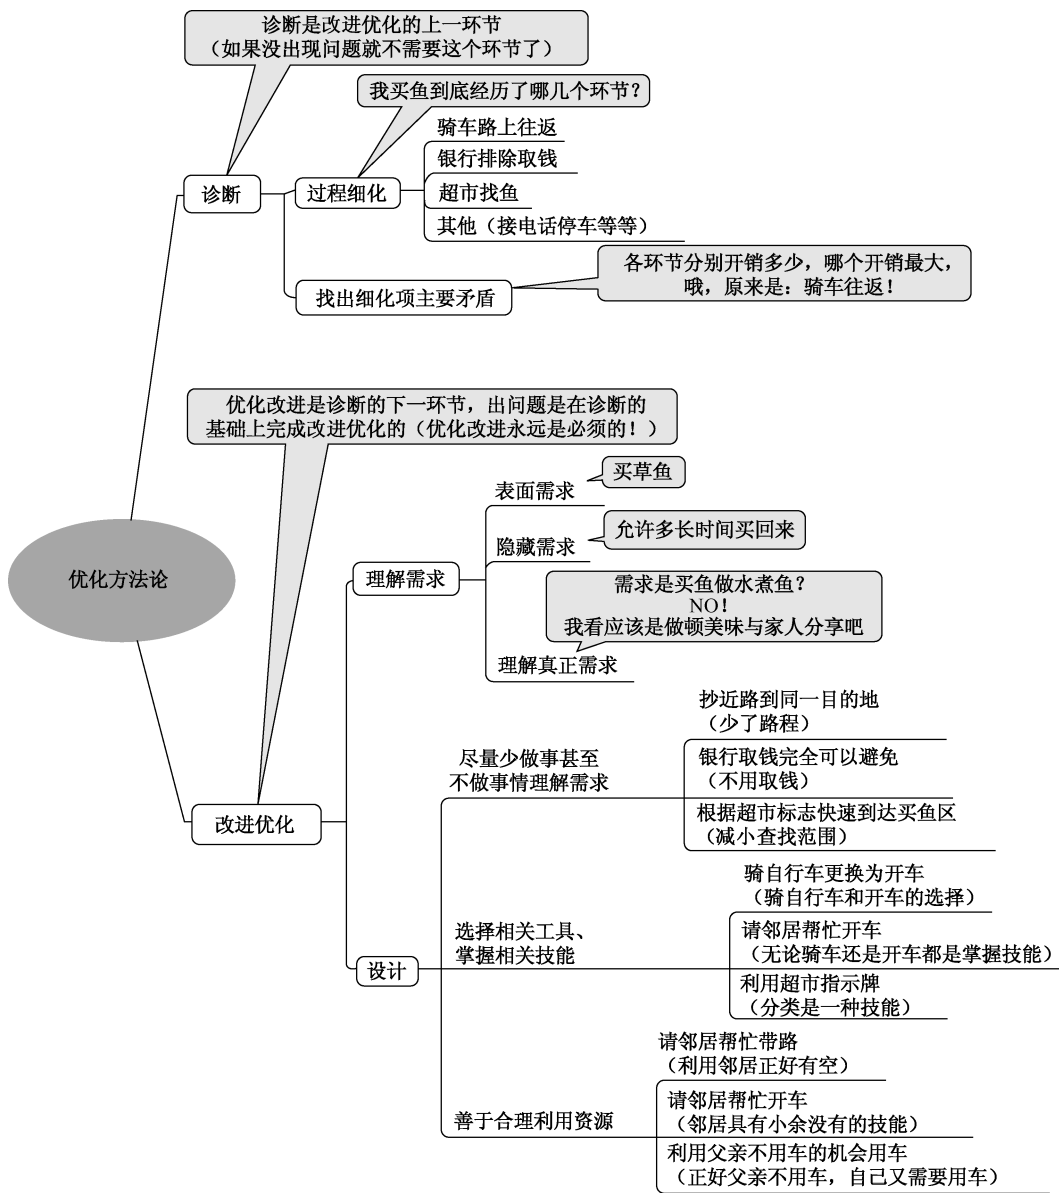 诊断是改进优化的上一环节
（如果没出现问题就不需要这个环节了）
我买鱼到底经历了哪几个环节？
骑车路上往返
银行排除取钱
诊断
过程细化
超市找鱼
其他（接电话停车等等）
各环节分别开销多少，哪个开销最大，
哦，原来是：骑车往返！
找出细化项主要矛盾
优化改进是诊断的下一环节，出问题是在诊断的
基础上完成改进优化的（优化改进永远是必须的！）
买草鱼
表面需求
允许多长时间买回来
隐藏需求
优化方法论
理解需求
需求是买鱼做水煮鱼？
NO！
我看应该是做顿美味与家人分享吧
理解真正需求
抄近路到同一目的地
（少了路程）
尽量少做事甚至
不做事情理解需求
银行取钱完全可以避免
（不用取钱）
改进优化
根据超市标志快速到达买鱼区
（减小查找范围）
骑自行车更换为开车
（骑自行车和开车的选择）
选择相关工具、
掌握相关技能
请邻居帮忙开车
（无论骑车还是开车都是掌握技能）
设计
利用超市指示牌
（分类是一种技能）
请邻居帮忙带路
（利用邻居正好有空）
善于合理利用资源
请邻居帮忙开车
（邻居具有小余没有的技能）
利用父亲不用车的机会用车
（正好父亲不用车，自己又需要用车）